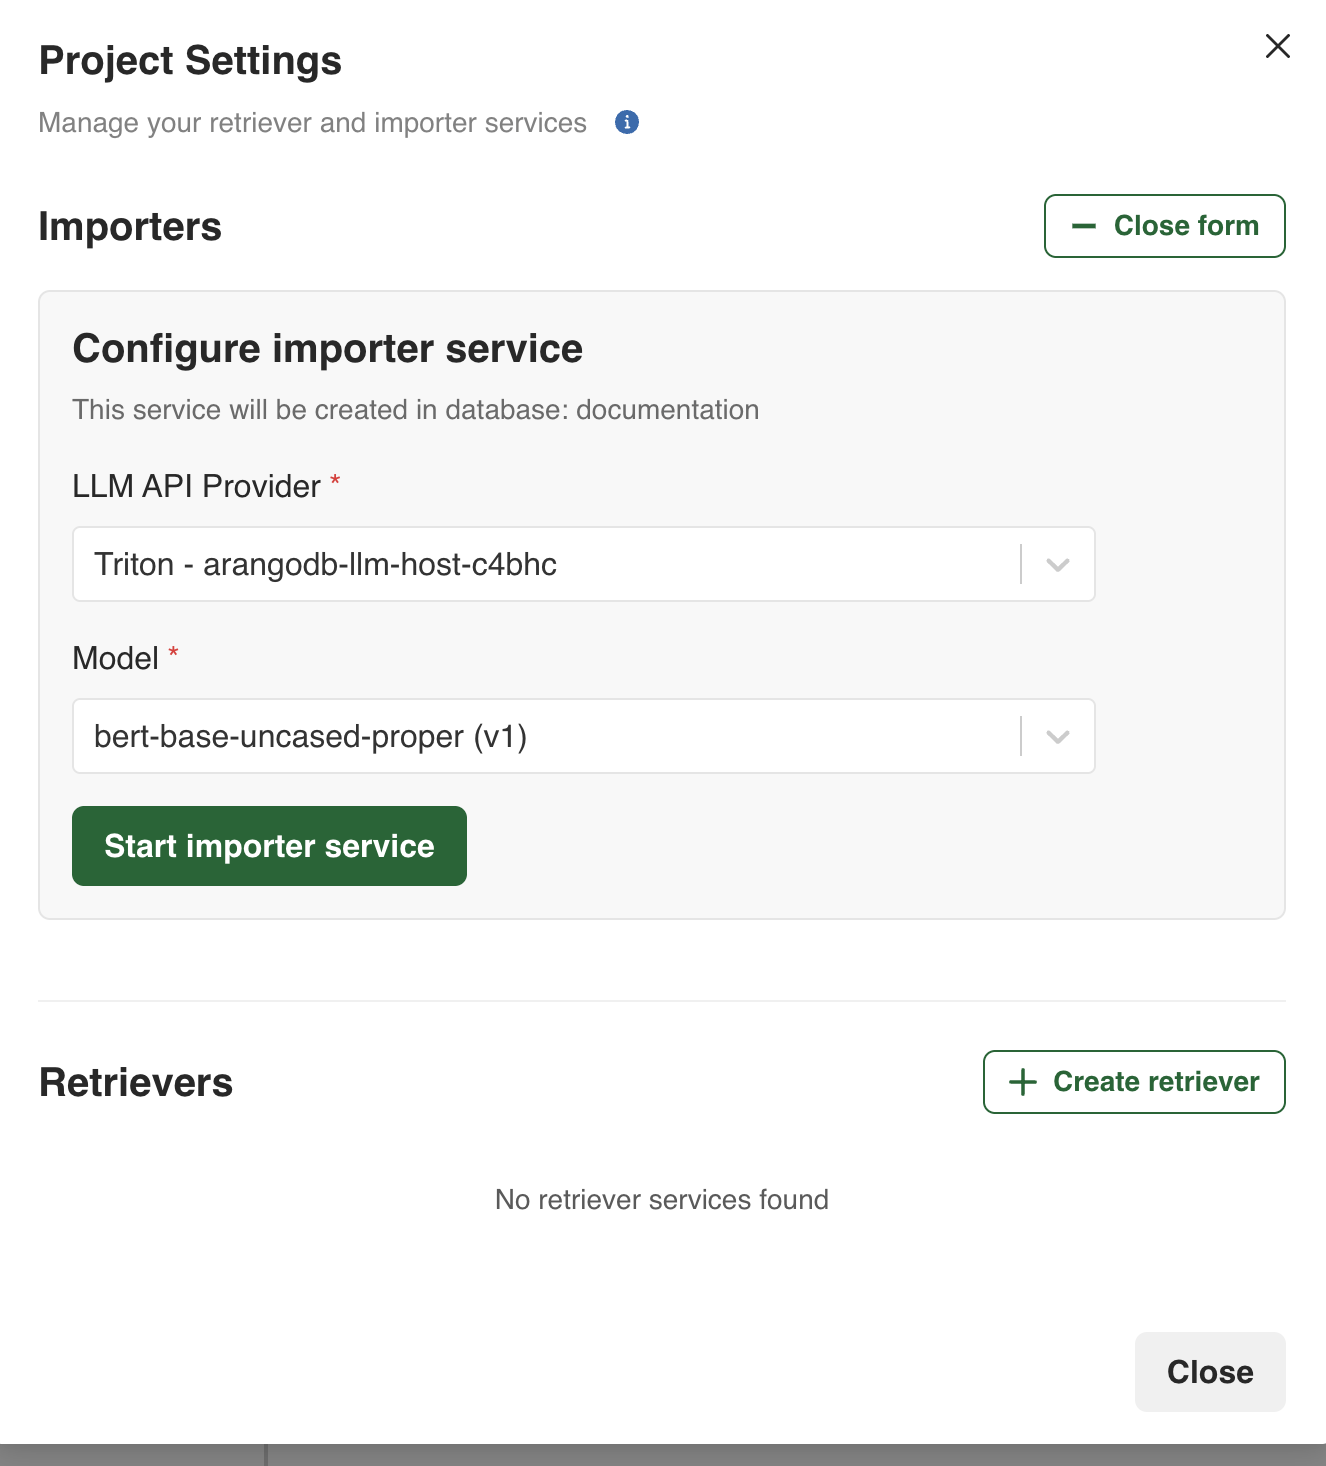 Project Settings
Manage your retriever and importer services
Importers
Close form
Configure importer service
This service will be created in database: documentation
LLM API Provider *
Triton - arangodb-llm-host-c4bhc
Model *
bert-base-uncased-proper (v1)
Start importer service
Retrievers
Create retriever
No retriever services found
Close